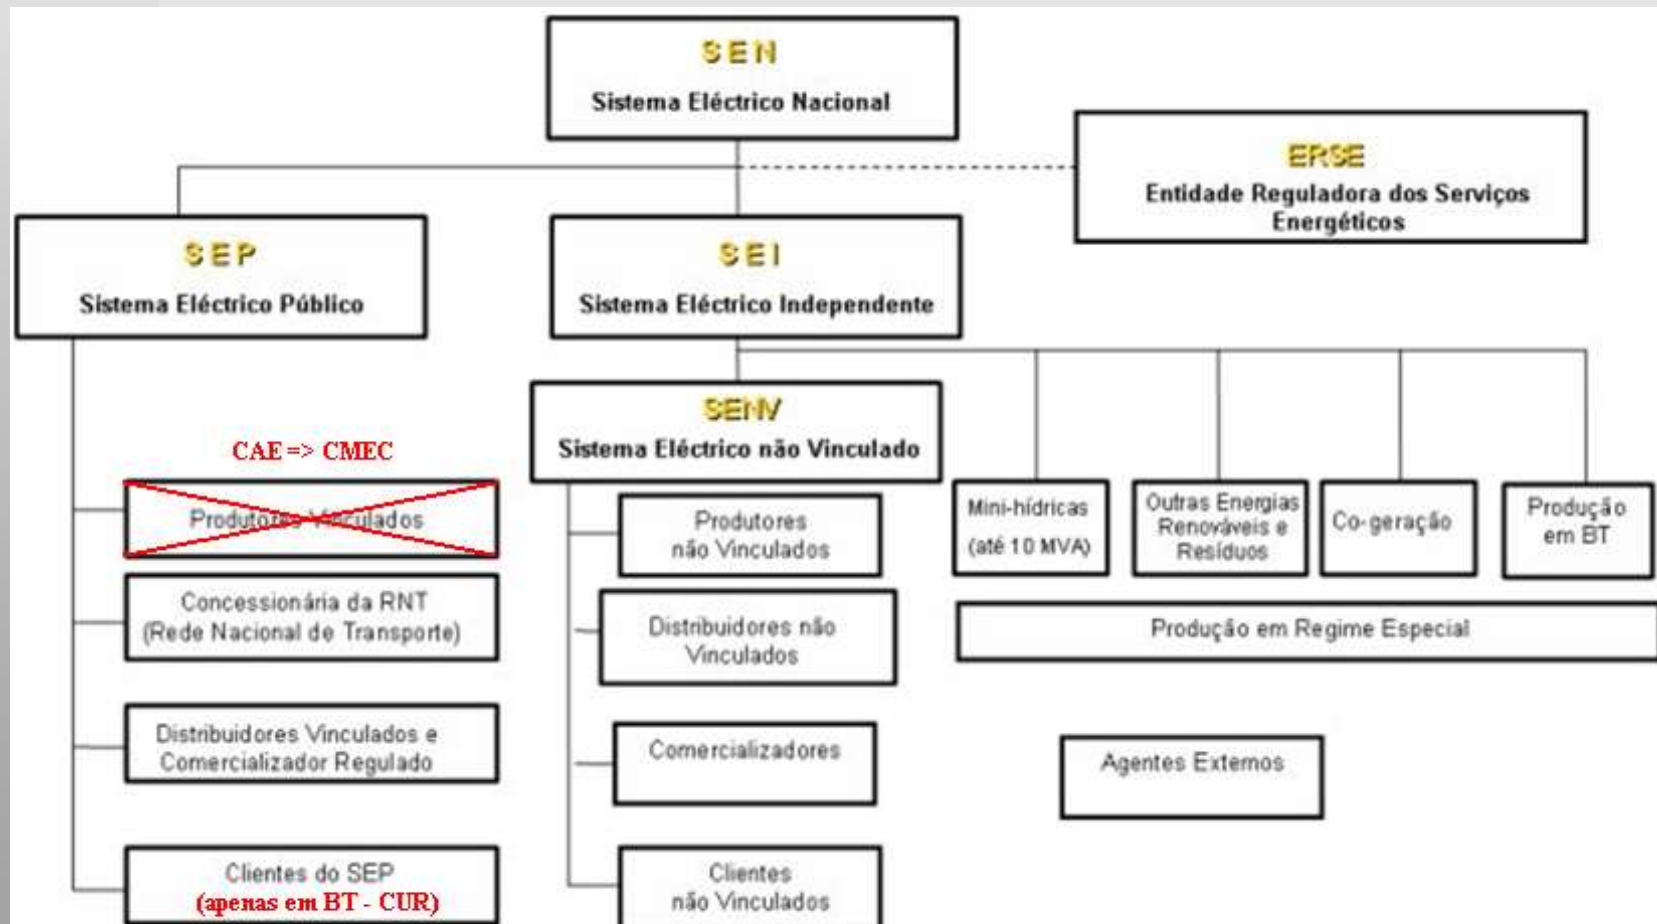 SEN
Sistema Eléctrico Nacional
ERSE
Entidade Reguladora dos Serviços
Energéticos
SEP
Sistema Eléctrico Público
SEI
Sistema Eléctrico Independente
CAE => CMEC
Produtores Vinculados
Concessionária da RNT
(Rede Nacional de Transporte)
Distribuidores Vinculados e
Comercializador Regulado
Clientes do SEP
(apenas em BT - CUR)
SENV
Sistema Eléctrico não Vinculado
Produtores
não Vinculados
Distribuidores não
Vinculados
Comercializadores
Clientes
não Vinculados
Mini-hídricas
(até 10 MVA)
Outras Energias
Renováveis e
Resíduos
Co-geração
Produção
em BT
Produção em Regime Especial
Agentes Externos